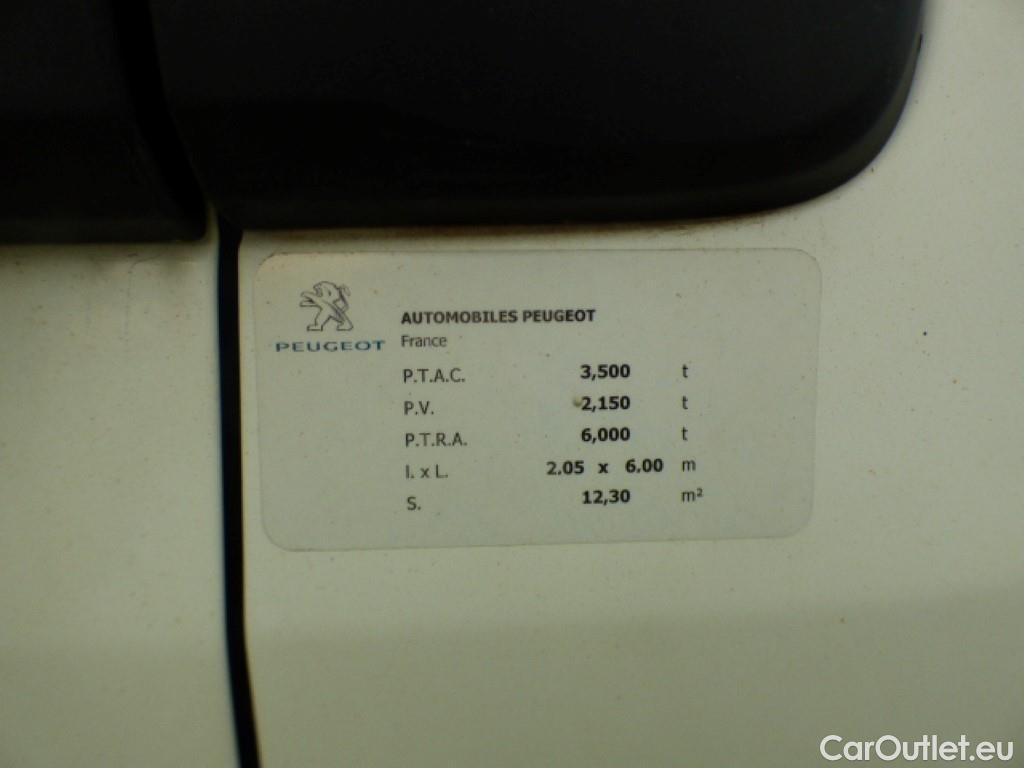 PEUGEOT
AUTOMOBILES PEUGEOT
France
P.T.A.C. 3,500 t
P.V. 2,150 t
P.T.R.A. 6,000 t
l. x L. 2.05 x 6.00 m
S. 12,30 m²
CarOutlet.eu